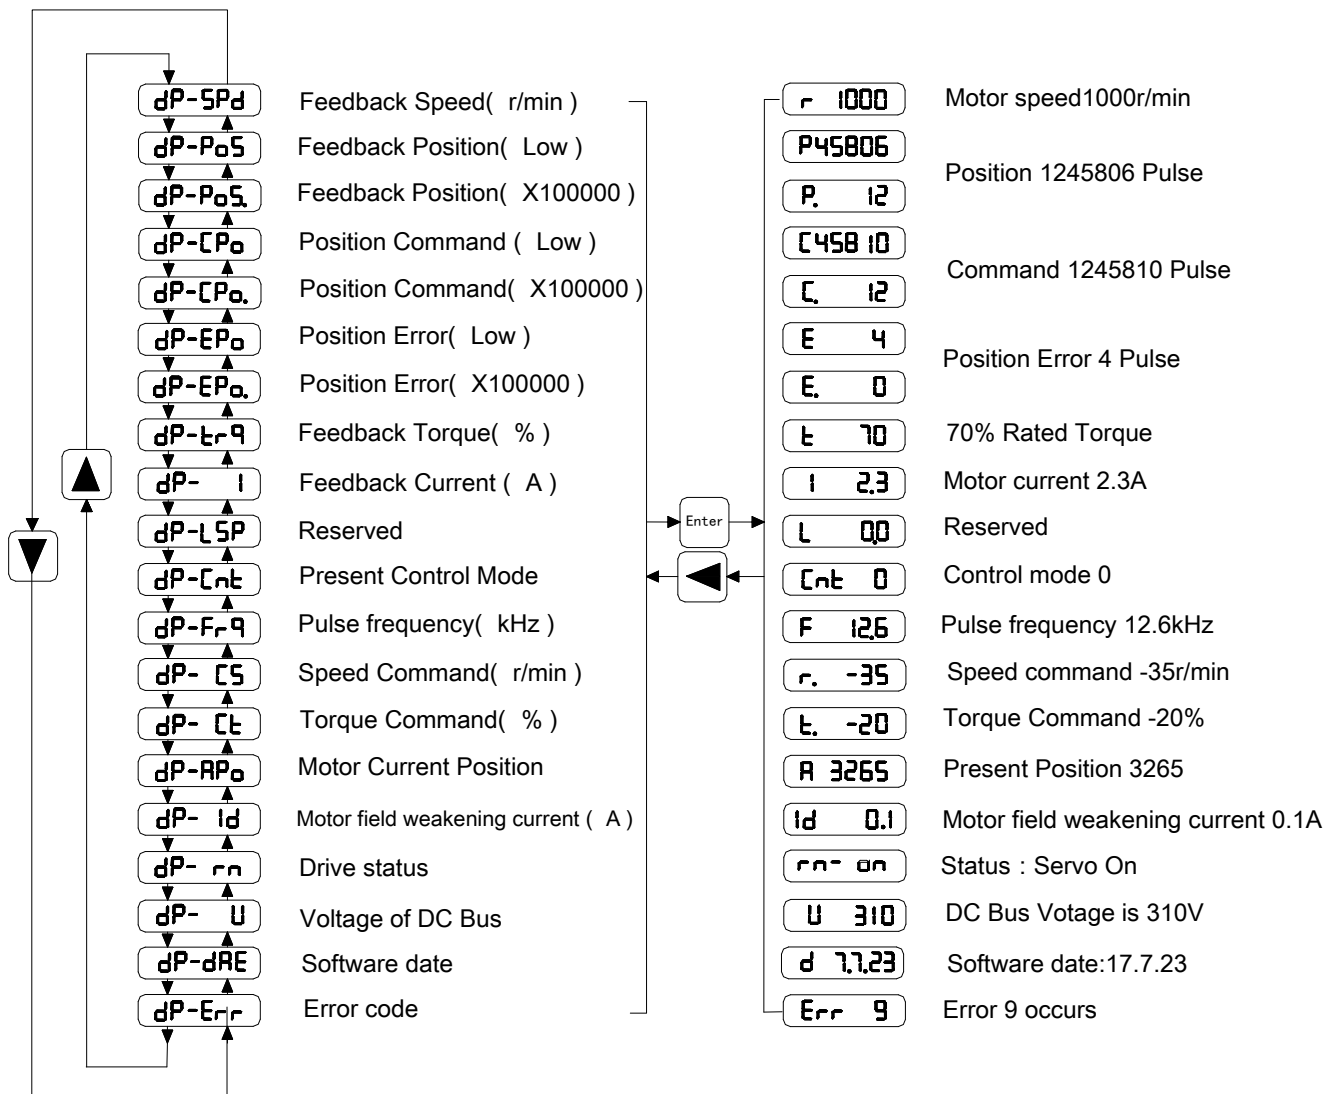 dP-SPd Feedback Speed( r/min ) r 1000 Motor speed1000r/min
dP-PoS Feedback Position( Low ) P45806
Position 1245806 Pulse
dP-PoS. Feedback Position( X100000 ) P. 12
dP-CPo Position Command ( Low ) C45810
Command 1245810 Pulse
dP-CPo. Position Command( X100000 ) C. 12
dP-EPo Position Error( Low ) E 4
Position Error 4 Pulse
dP-EPo. Position Error( X100000 ) E. 0
dP-trq Feedback Torque( % ) t 70 70% Rated Torque
dP- I Feedback Current ( A ) I 2.3 Motor current 2.3A
dP-LSP Reserved Enter L 0.0 Reserved
dP-Cnt Present Control Mode Cnt 0 Control mode 0
dP-Frq Pulse frequency( kHz ) F 12.6 Pulse frequency 12.6kHz
dP- CS Speed Command( r/min ) r. -35 Speed command -35r/min
dP- Ct Torque Command( % ) t. -20 Torque Command -20%
dP-APo Motor Current Position A 3265 Present Position 3265
dP- Id Motor field weakening current ( A ) Id 0.1 Motor field weakening current 0.1A
dP- rn Drive status rn- on Status : Servo On
dP- U Voltage of DC Bus U 310 DC Bus Votage is 310V
dP-dAE Software date d 7.7.23 Software date:17.7.23
dP-Err Error code Err 9 Error 9 occurs